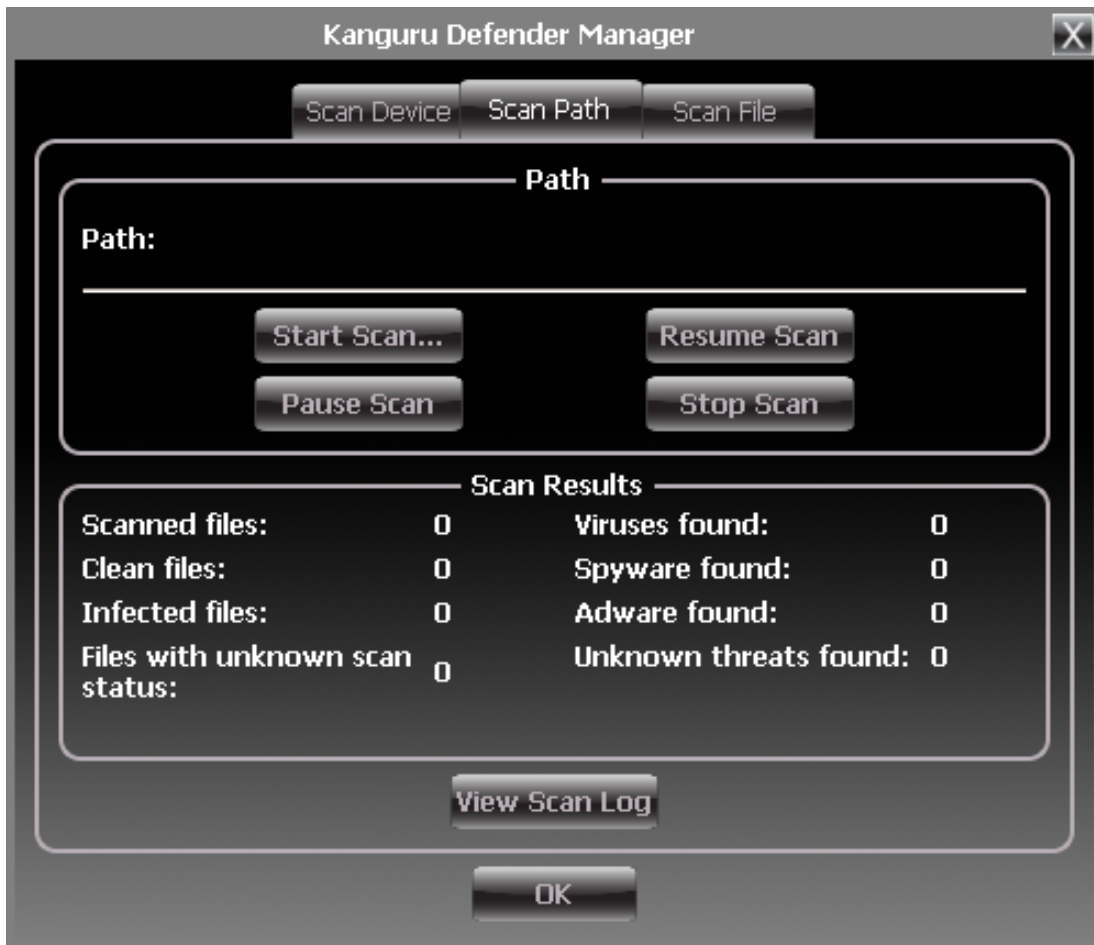 Kanguru Defender Manager
X
Scan Device Scan Path Scan File
Path
Path:
Start Scan... Resume Scan
Pause Scan Stop Scan
Scan Results
Scanned files: 0 Viruses found: 0
Clean files: 0 Spyware found: 0
Infected files: 0 Adware found: 0
Files with unknown scan
status: 0 Unknown threats found: 0
View Scan Log
OK